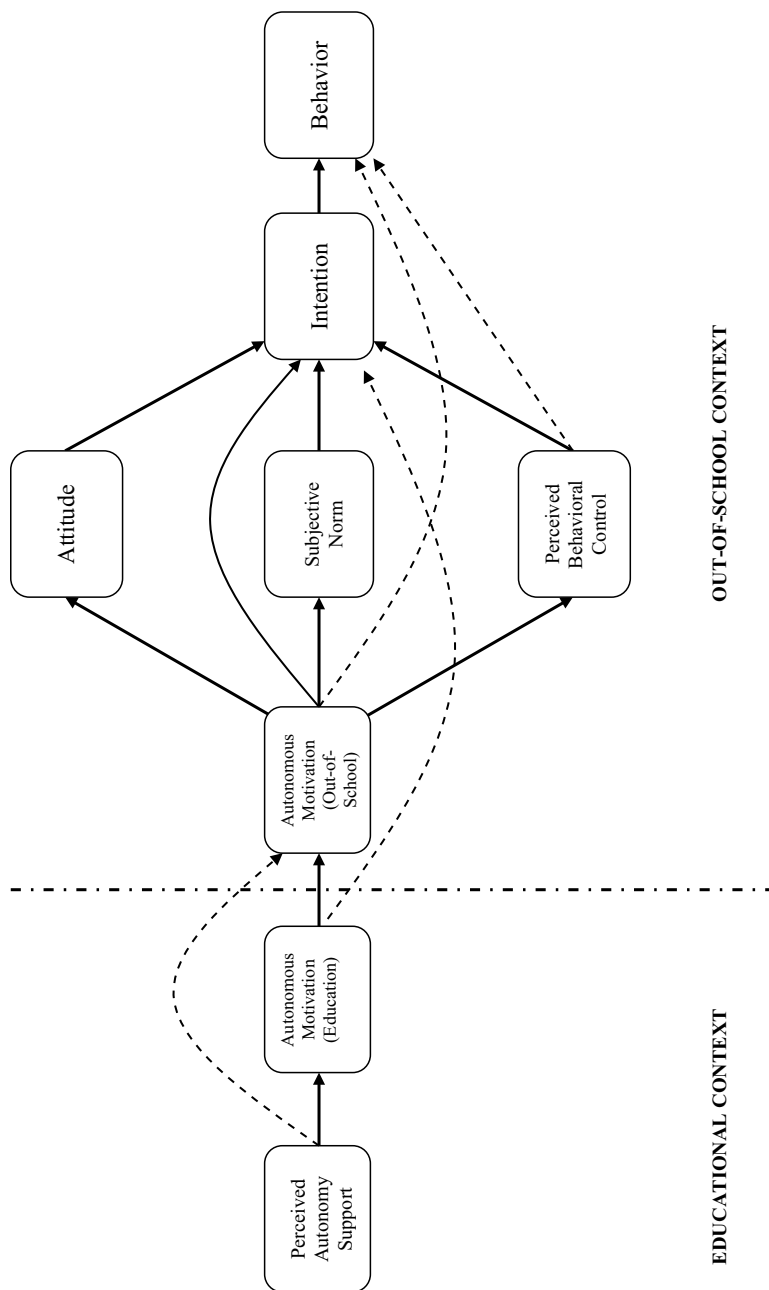 Perceived
Autonomy
Support
Autonomous
Motivation
(Education)
Autonomous
Motivation
(Out-of-
School)
Attitude
Subjective
Norm
Perceived
Behavioral
Control
Intention
Behavior
EDUCATIONAL CONTEXT
OUT-OF-SCHOOL CONTEXT